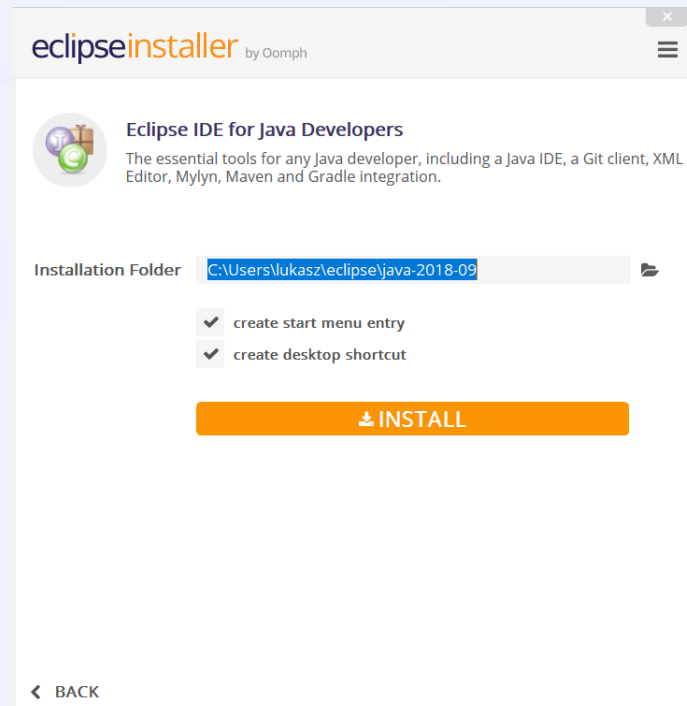 eclipseinstaller by Oomph
Eclipse IDE for Java Developers
The essential tools for any Java developer, including a Java IDE, a Git client, XML
Editor, Mylyn, Maven and Gradle integration.
Installation Folder C:\Users\lukasz\eclipse\java-2018-09
create start menu entry
create desktop shortcut
INSTALL
BACK